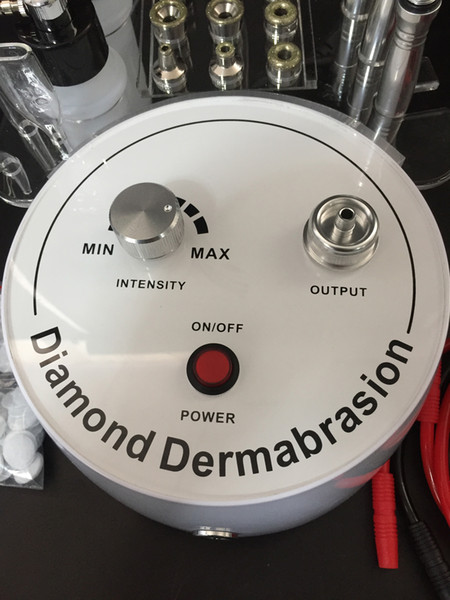 MIN MAX
INTENSITY
OUTPUT
ON/OFF
POWER
Diamond Dermabrasion